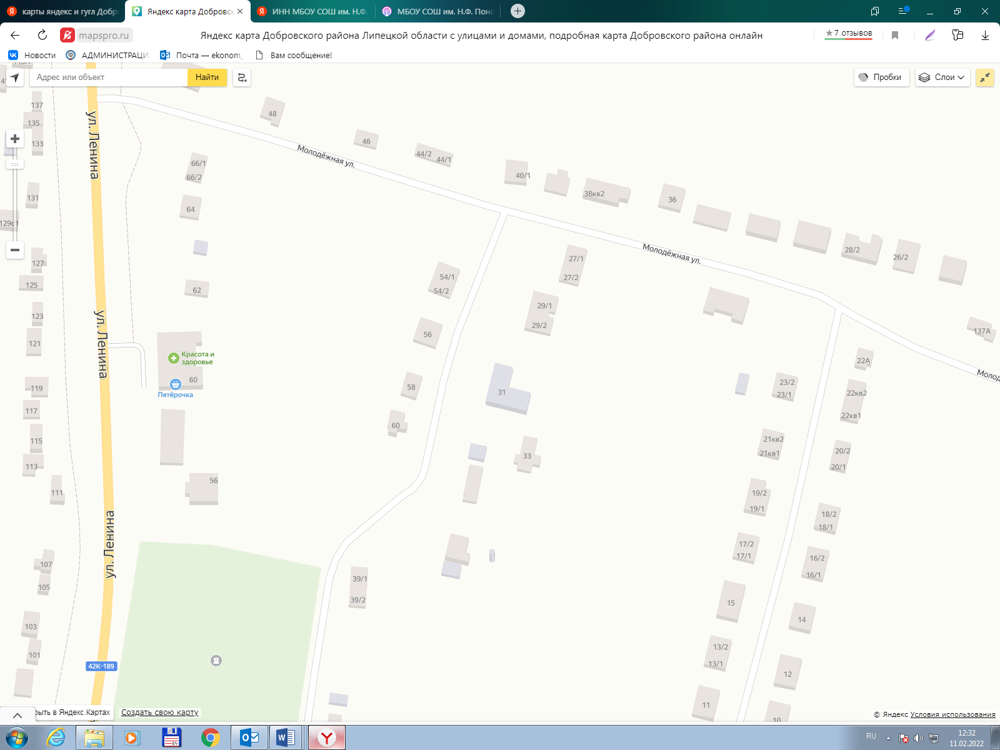 карты яндекс и гугл Добро
Яндекс карта Добровск
ИНН МБОУ СОШ им. Н.Ф.
МБОУ СОШ им. Н.Ф. Поно
mapspro.ru
Яндекс карта Добровского района Липецкой области с улицами и домами, подробная карта Добровского района онлайн
★7 отзывов
Новости
АДМИНИСТРАЦИ
Почта — ekonom_
Вам сообщение!
Адрес или объект
Найти
Пробки
Слои
137
135
133
131
129с1
127
125
123
121
119
117
115
113
111
107
105
103
101
ул. Ленина
ул. Ленина
ул. Ленина
42К-189
48
46
44/2
44/1
Молодёжная ул.
66/1
66/2
64
62
40/1
38кв2
36
28/2
26/2
Молодёжная ул.
137А
27/1
27/2
54/1
54/2
29/1
29/2
56
Красота и
здоровье
60
Пятёрочка
58
60
31
33
56
22А
23/2
23/1
22кв2
22кв1
Молод
21кв2
21кв1
20/2
20/1
19/2
19/1
18/2
18/1
17/2
17/1
16/2
16/1
39/1
39/2
15
14
13/2
13/1
12
11
10
рыть в Яндекс.Картах
Создать свою карту
© Яндекс Условия использования
RU
12:32
11.02.2022